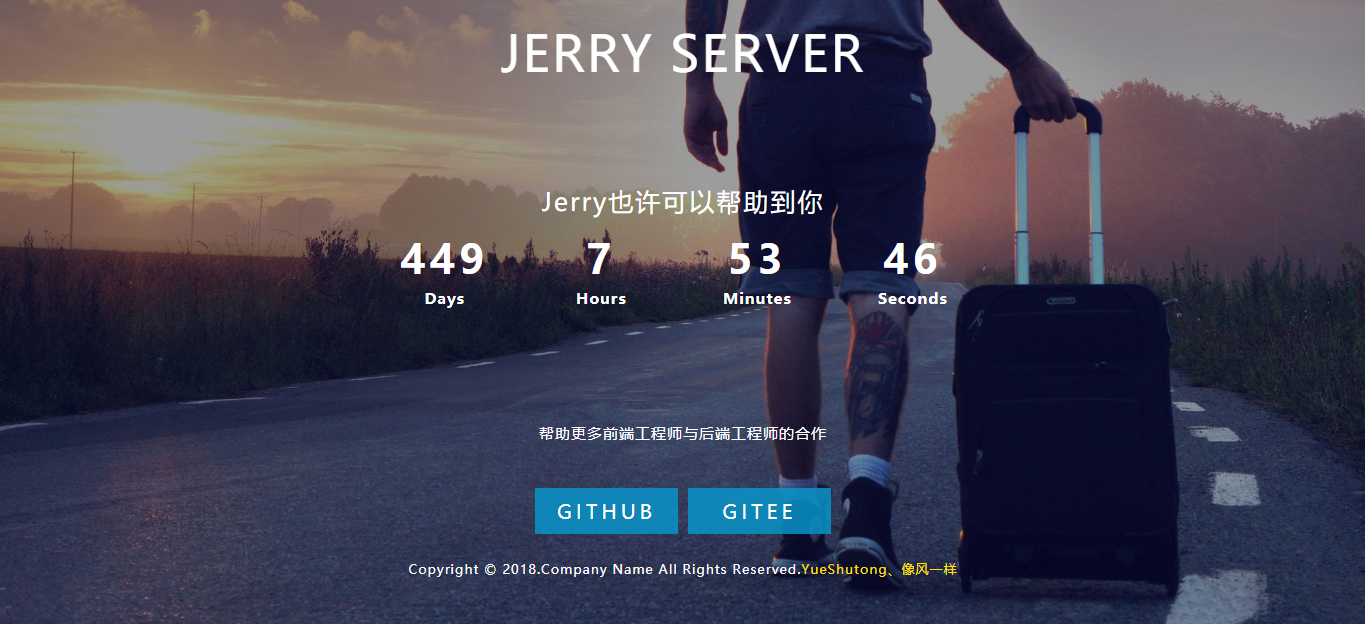 JERRY SERVER
Jerry也许可以帮助到你
449 7 53 46
Days Hours Minutes Seconds
帮助更多前端工程师与后端工程师的合作
GITHUB GITEE
Copyright © 2018.Company Name All Rights Reserved.YueShutong、像风一样